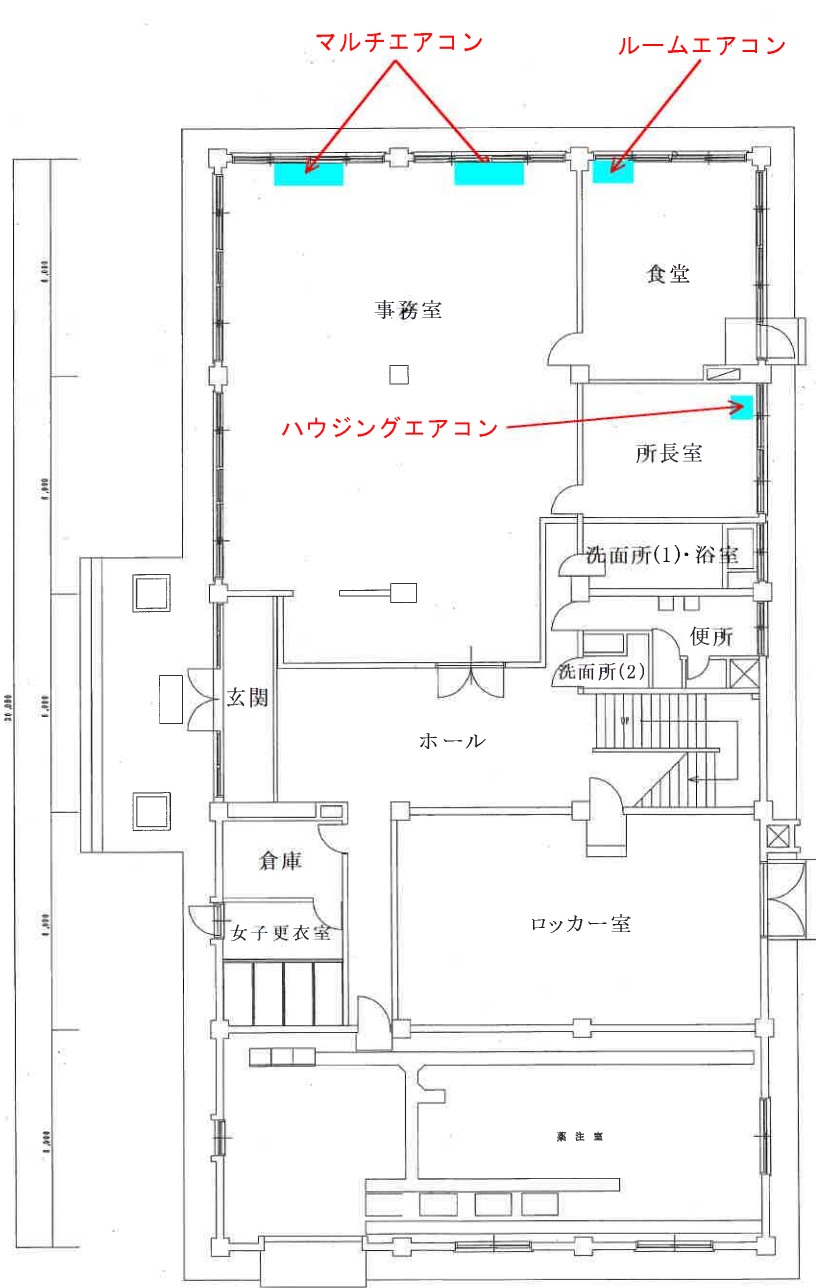 マルチエアコン
ルームエアコン
食堂
事務室
ハウジングエアコン
所長室
洗面所(1)・浴室
便所
洗面所(2)
玄関
UP
ホール
倉庫
ロッカー室
女子更衣室
薬注室
30,000